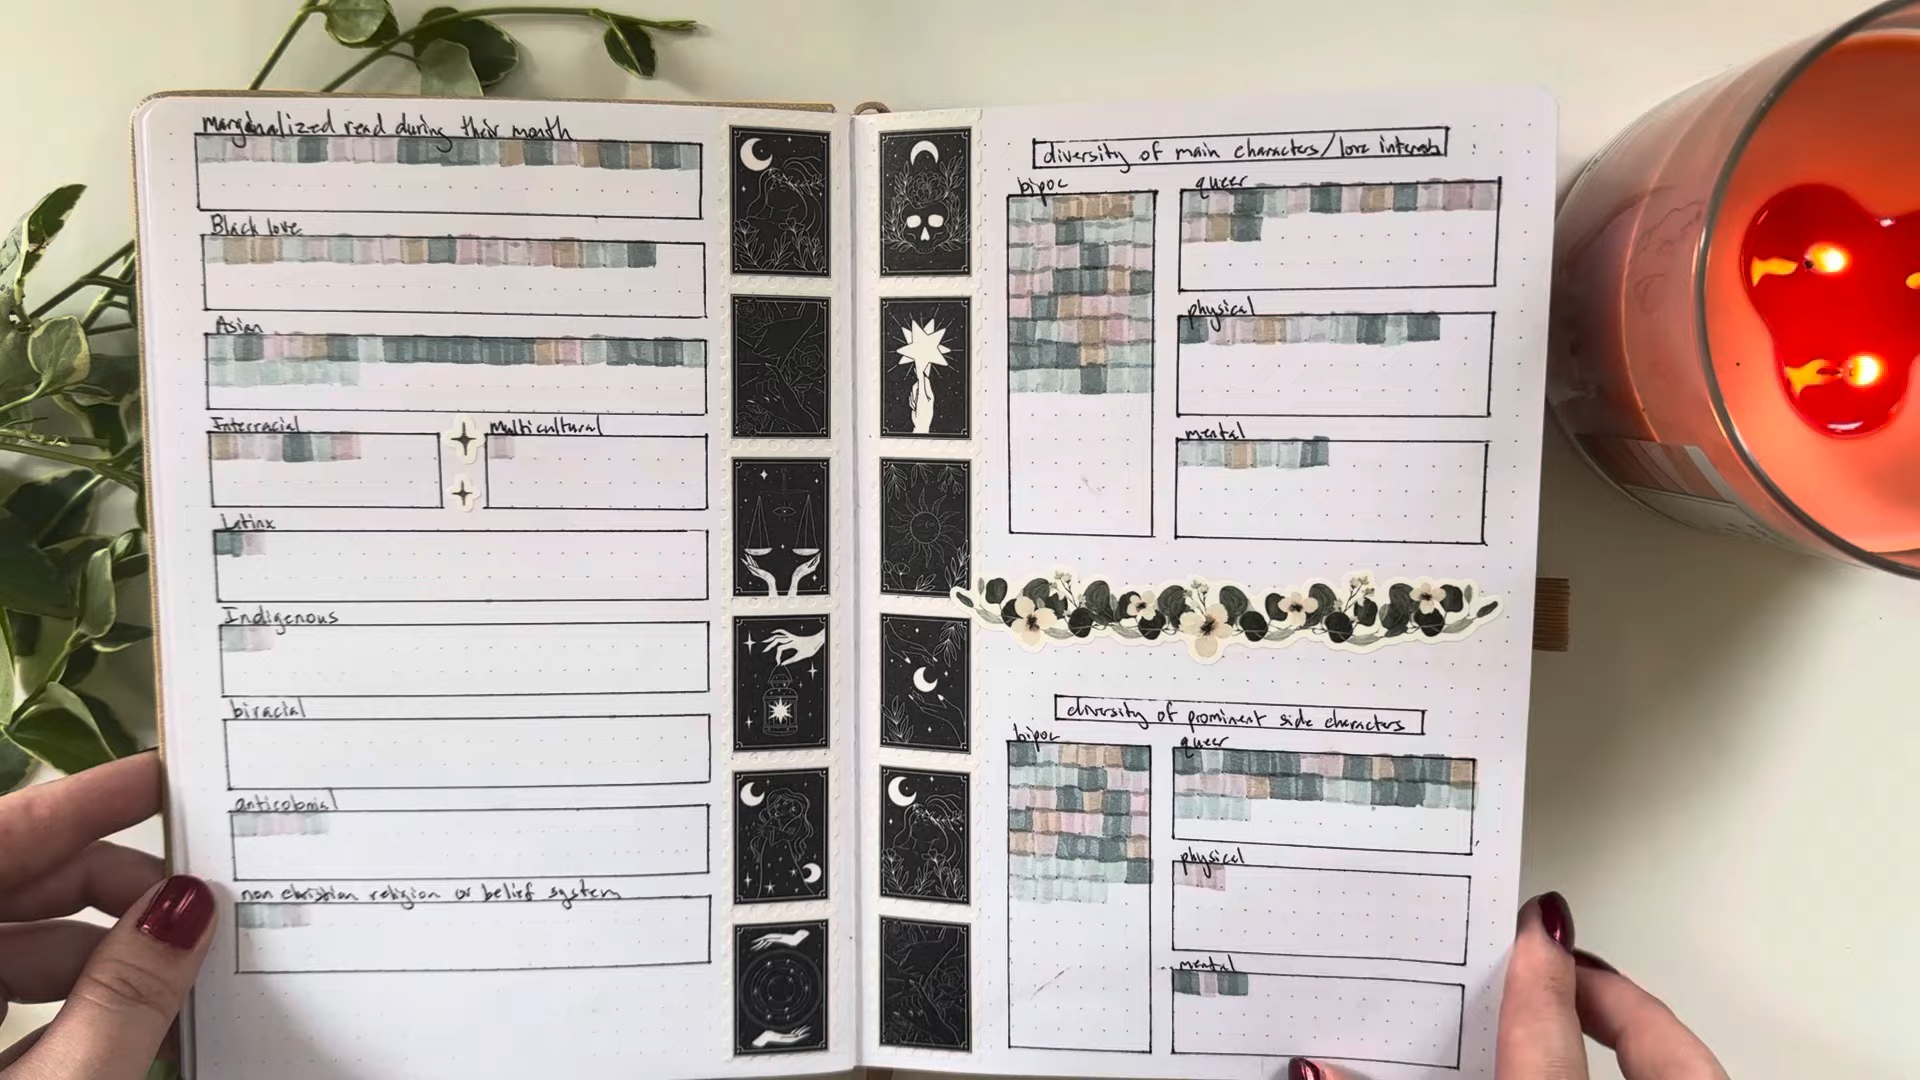 marginalized read during their month
Black love
Asian
Interracial
Multicultural
Latinx
Indigenous
biracial
anticolonial
non christian religion or belief system
diversity of main characters/love interests
bipoc
queer
physical
mental
diversity of prominent side characters
bipoc
queer
physical
mental